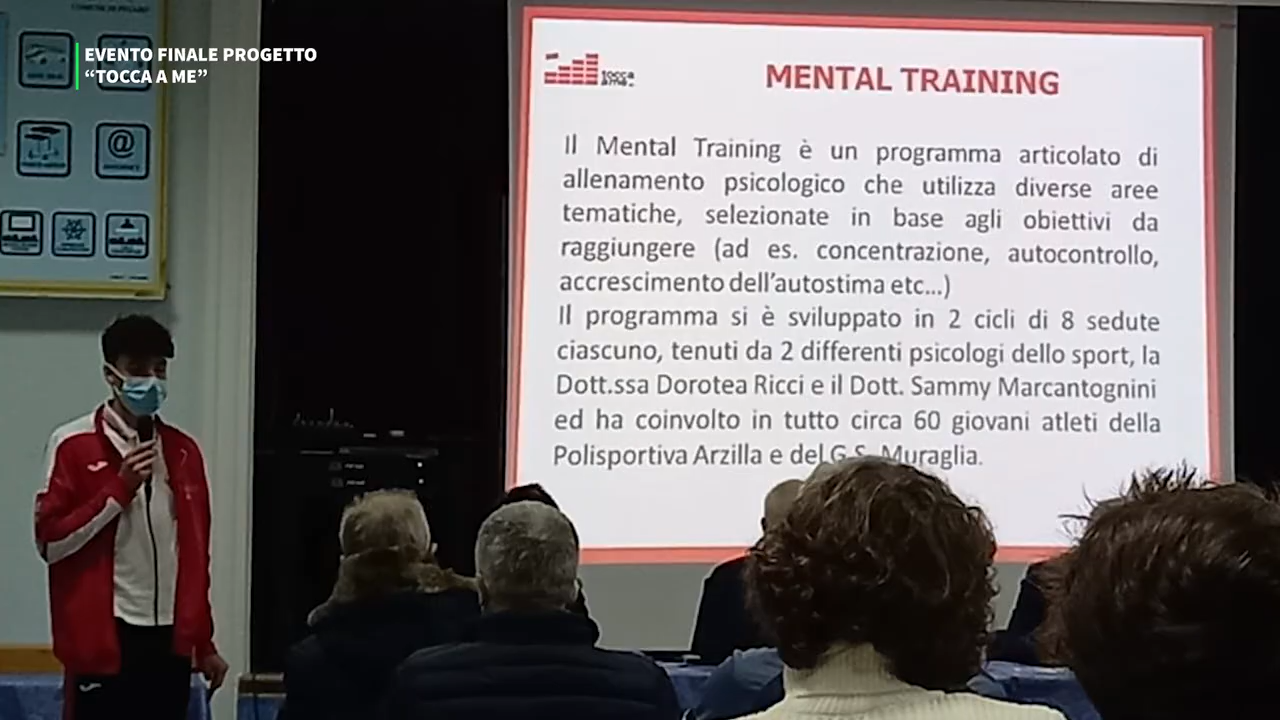 COMUNE DI PESARO
EVENTO FINALE PROGETTO
“TOCCA A ME”
TOCCA
MENTAL TRAINING
Il Mental Training è un programma articolato di
allenamento psicologico che utilizza diverse aree
tematiche, selezionate in base agli obiettivi da
raggiungere (ad es. concentrazione, autocontrollo,
accrescimento dell’autostima etc...)
Il programma si è sviluppato in 2 cicli di 8 sedute
ciascuno, tenuti da 2 differenti psicologi dello sport, la
Dott.ssa Dorotea Ricci e il Dott. Sammy Marcantognini
ed ha coinvolto in tutto circa 60 giovani atleti della
Polisportiva Arzilla e del G.S. Muraglia.
@